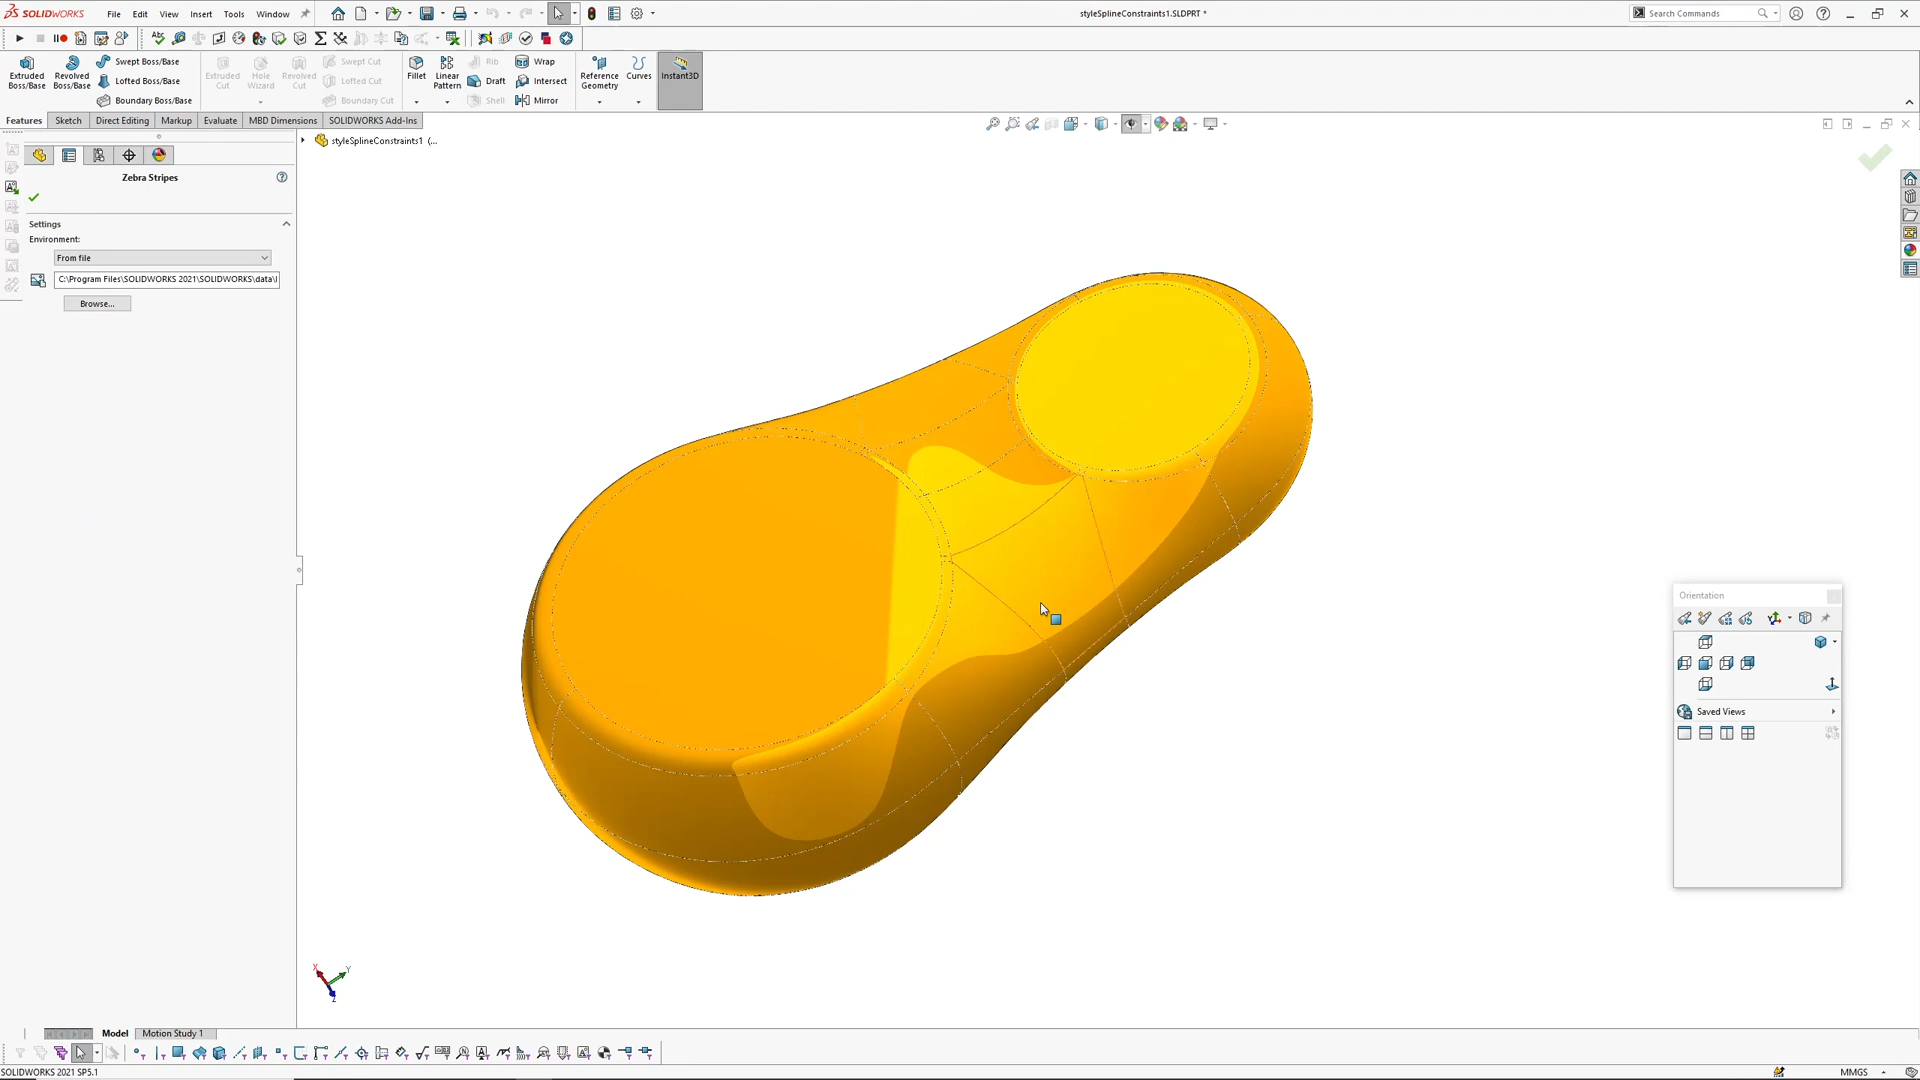 SOLIDWORKS File Edit View Insert Tools Window styleSplineConstraints1.SLDPRT * Search Commands
Extruded Boss/Base
Revolved Boss/Base
Swept Boss/Base
Lofted Boss/Base
Boundary Boss/Base
Extruded Cut
Hole Wizard
Revolved Cut
Swept Cut
Lofted Cut
Boundary Cut
Fillet
Linear Pattern
Rib
Draft
Shell
Wrap
Intersect
Mirror
Reference Geometry
Curves
Instant3D
Features Sketch Direct Editing Markup Evaluate MBD Dimensions SOLIDWORKS Add-Ins
styleSplineConstraints1 (...
Zebra Stripes
Settings
Environment:
From file
C:\Program Files\SOLIDWORKS 2021\SOLIDWORKS\data\I
Browse...
Orientation
Saved Views
X Y Z
Model Motion Study 1
SOLIDWORKS 2021 SP5.1 MMGS